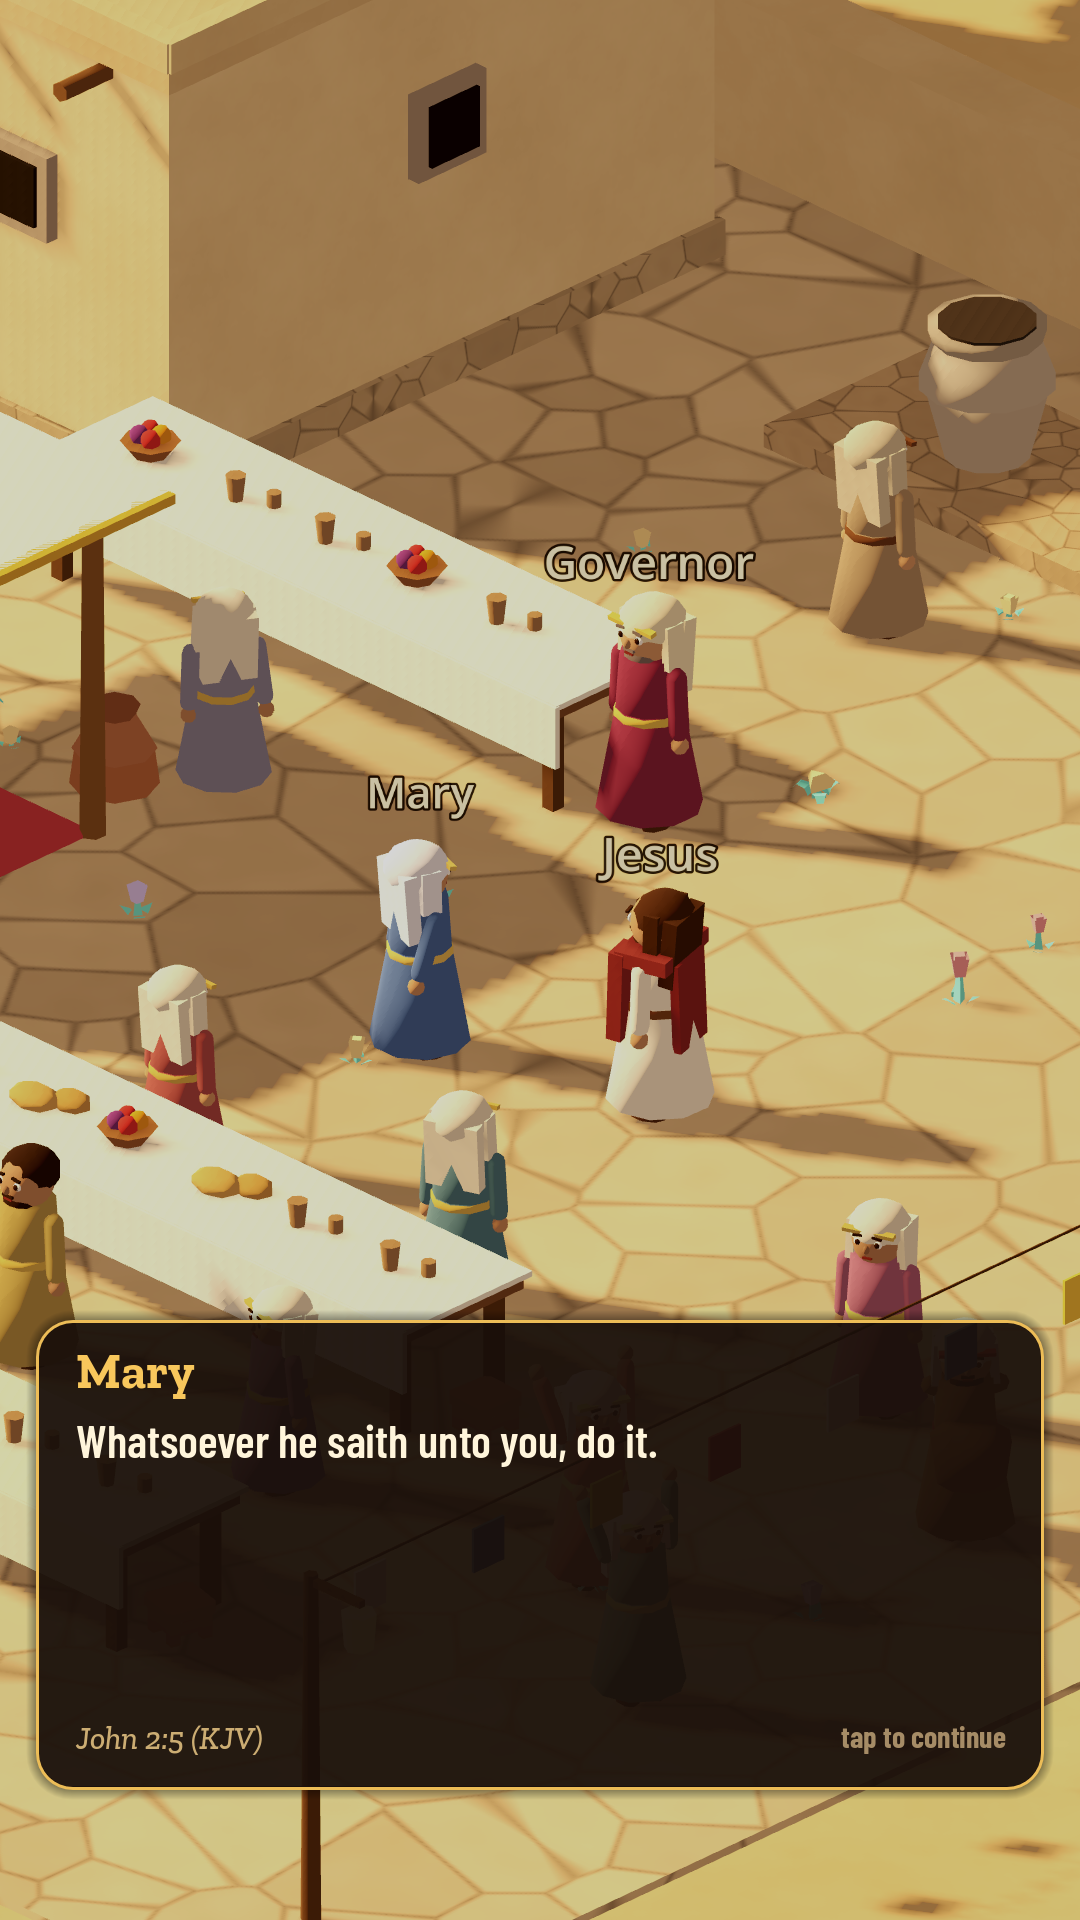 Governor
Mary
Jesus
Mary
Whatsoever he saith unto you, do it.
John 2:5 (KJV)
tap to continue